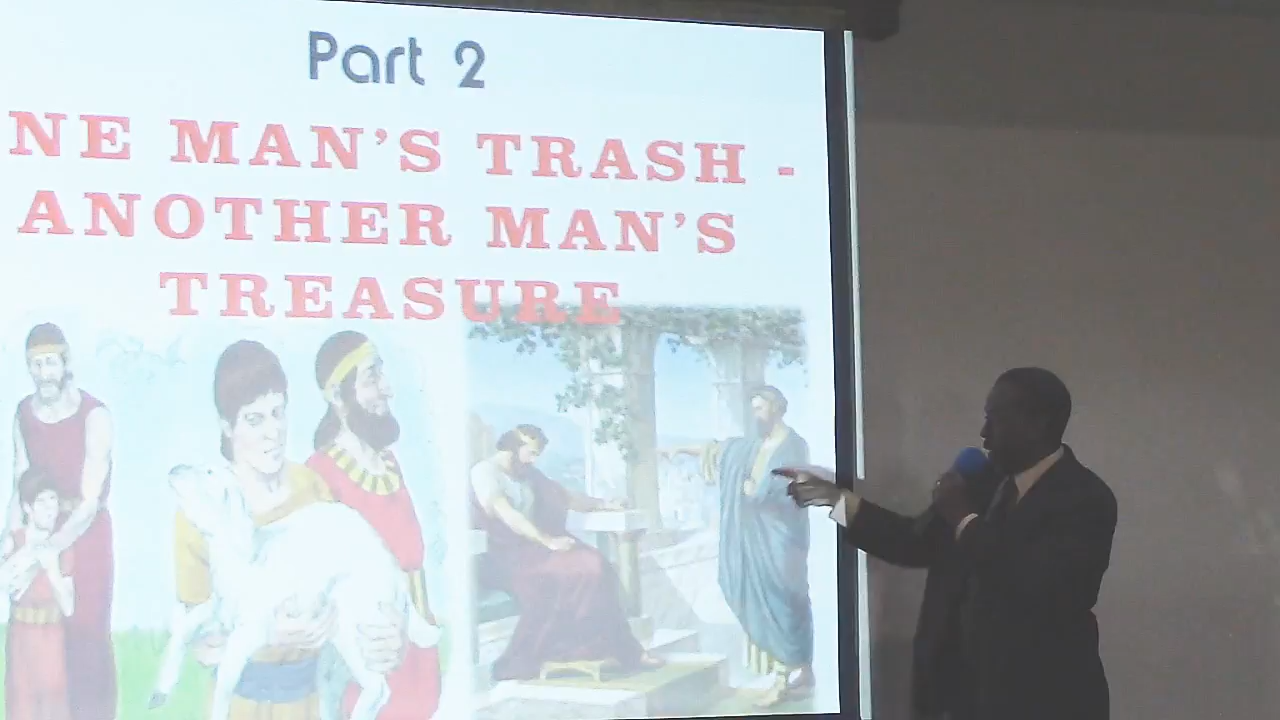 Part 2
NE MAN'S TRASH -
ANOTHER MAN'S
TREASURE